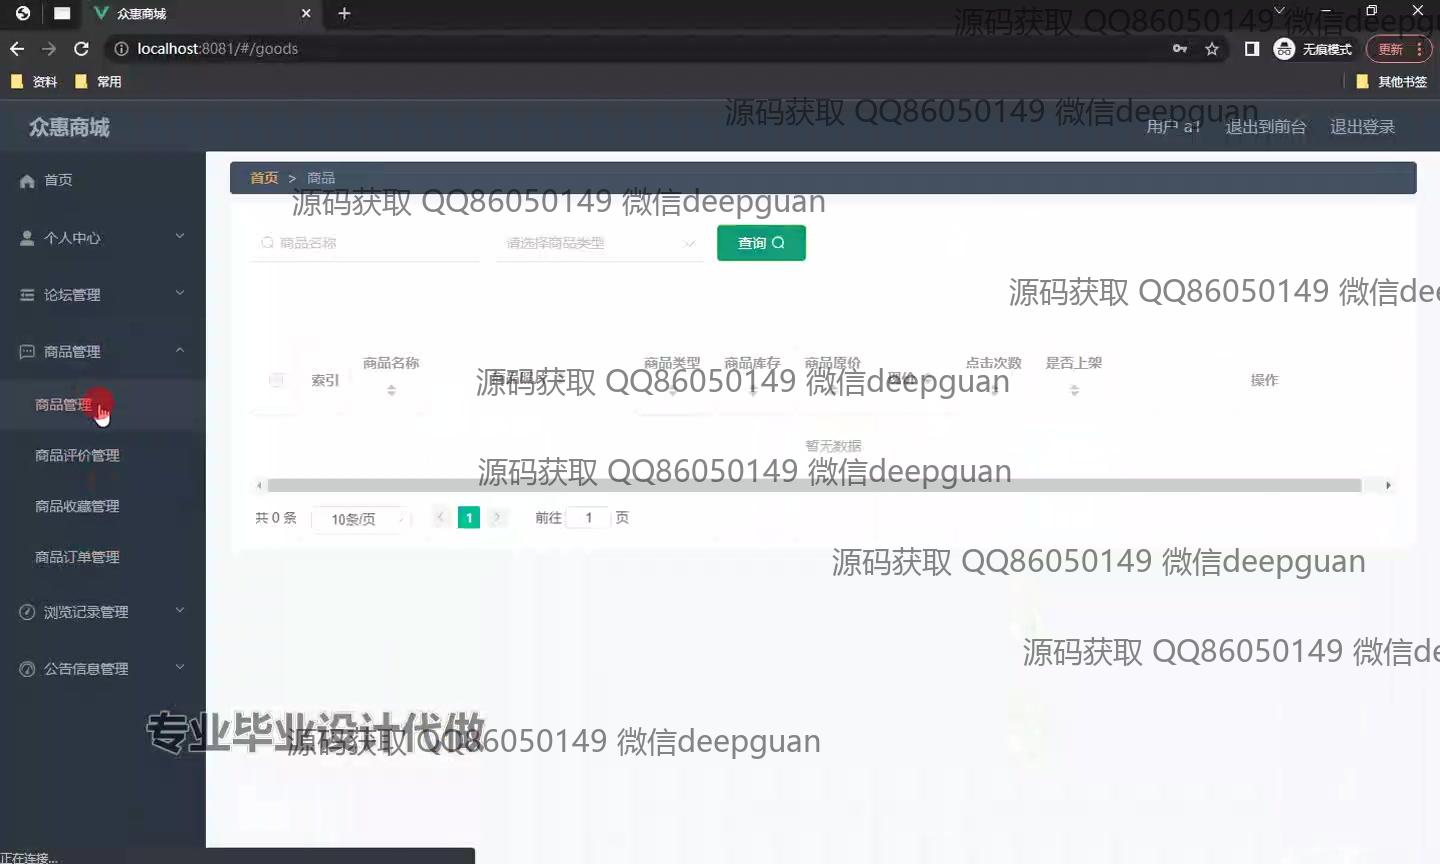 众惠商城
源码获取 QQ86050149 微信deepgu
localhost:8081/#/goods
无痕模式
更新
资料
常用
其他书签
众惠商城
源码获取 QQ86050149 微信deepguan
用户 a1
退出到前台
退出登录
首页
首页 > 商品
源码获取 QQ86050149 微信deepguan
个人中心
商品名称
请选择商品类型
查询
论坛管理
源码获取 QQ86050149 微信dee
商品管理
索引
商品名称
商品类型
商品库存
商品原价
点击次数
是否上架
操作
源码获取 QQ86050149 微信deepguan
商品管理
商品评价管理
暂无数据
源码获取 QQ86050149 微信deepguan
商品收藏管理
共 0 条
10条/页
1
前往 1 页
商品订单管理
源码获取 QQ86050149 微信deepguan
浏览记录管理
源码获取 QQ86050149 微信de
公告信息管理
专业毕业设计代做
源码获取 QQ86050149 微信deepguan
正在连接...